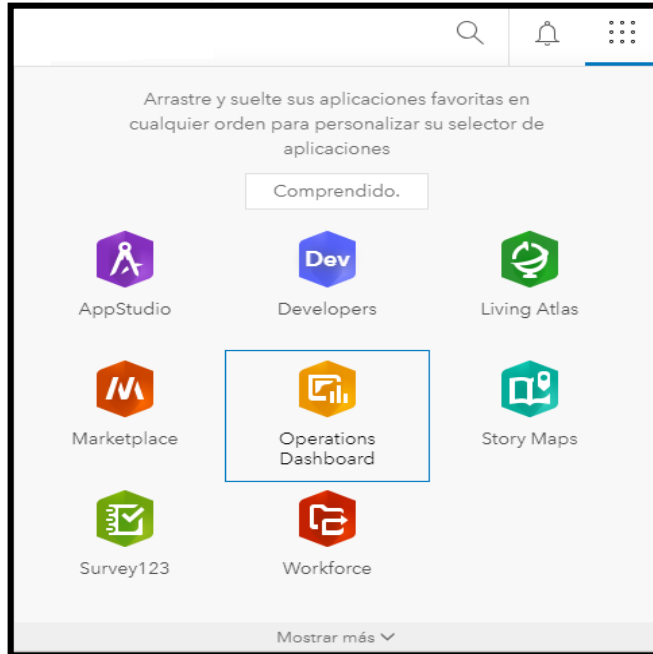 Arrastre y suelte sus aplicaciones favoritas en
cualquier orden para personalizar su selector de
aplicaciones
Comprendido.
Dev
AppStudio
Developers
Living Atlas
Marketplace
Operations
Dashboard
Story Maps
Survey123
Workforce
Mostrar más